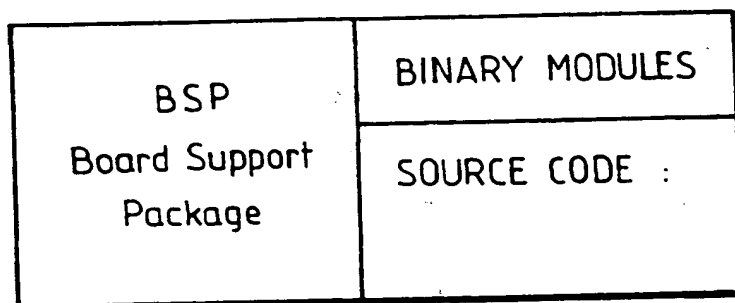 BSP
Board Support
Package
BINARY MODULES
SOURCE CODE :